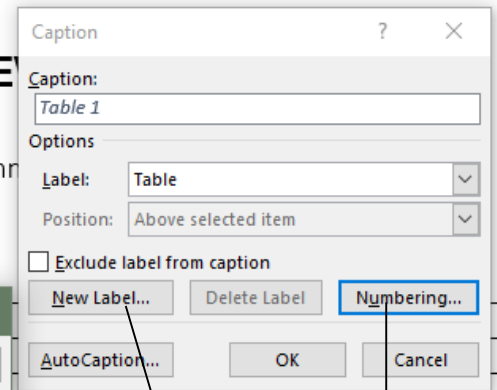 Caption ?
Caption:
Table 1
Options
Label: Table
Position: Above selected item
Exclude label from caption
New Label... Delete Label Numbering...
AutoCaption... OK Cancel